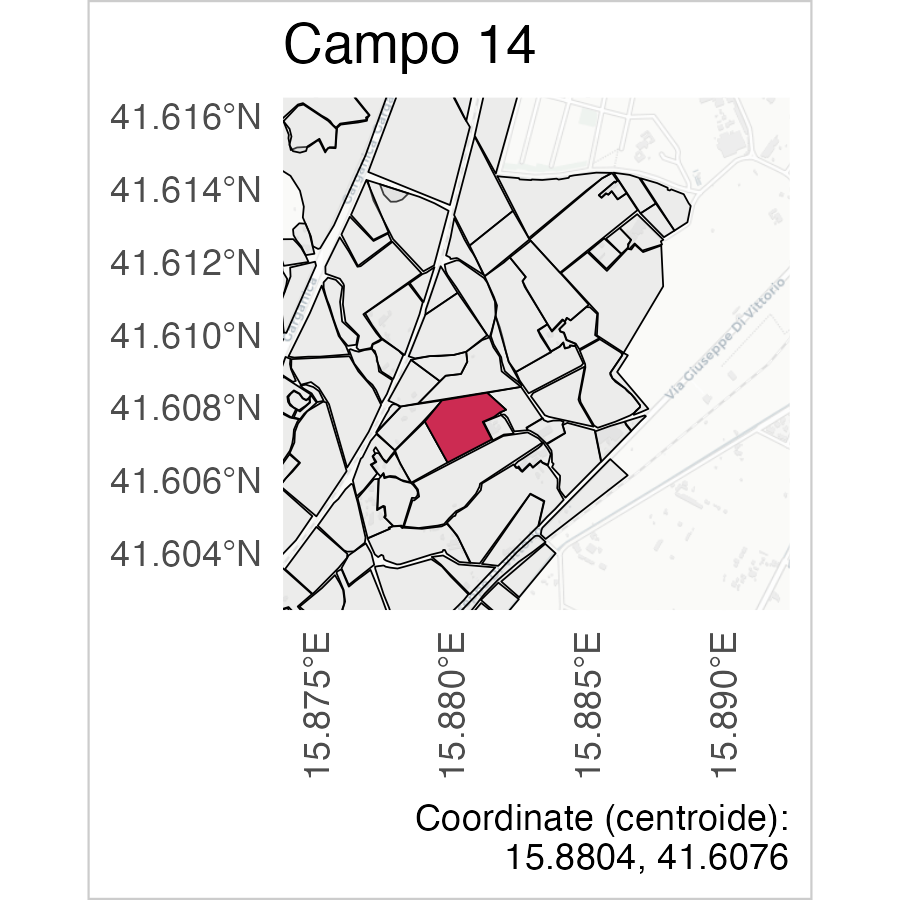 Campo 14
41.616°N
41.614°N
41.612°N
41.610°N
41.608°N
41.606°N
41.604°N
Garganica
Via Giuseppe Di Vittorio
15.875°E
15.880°E
15.885°E
15.890°E
Coordinate (centroide):
15.8804, 41.6076